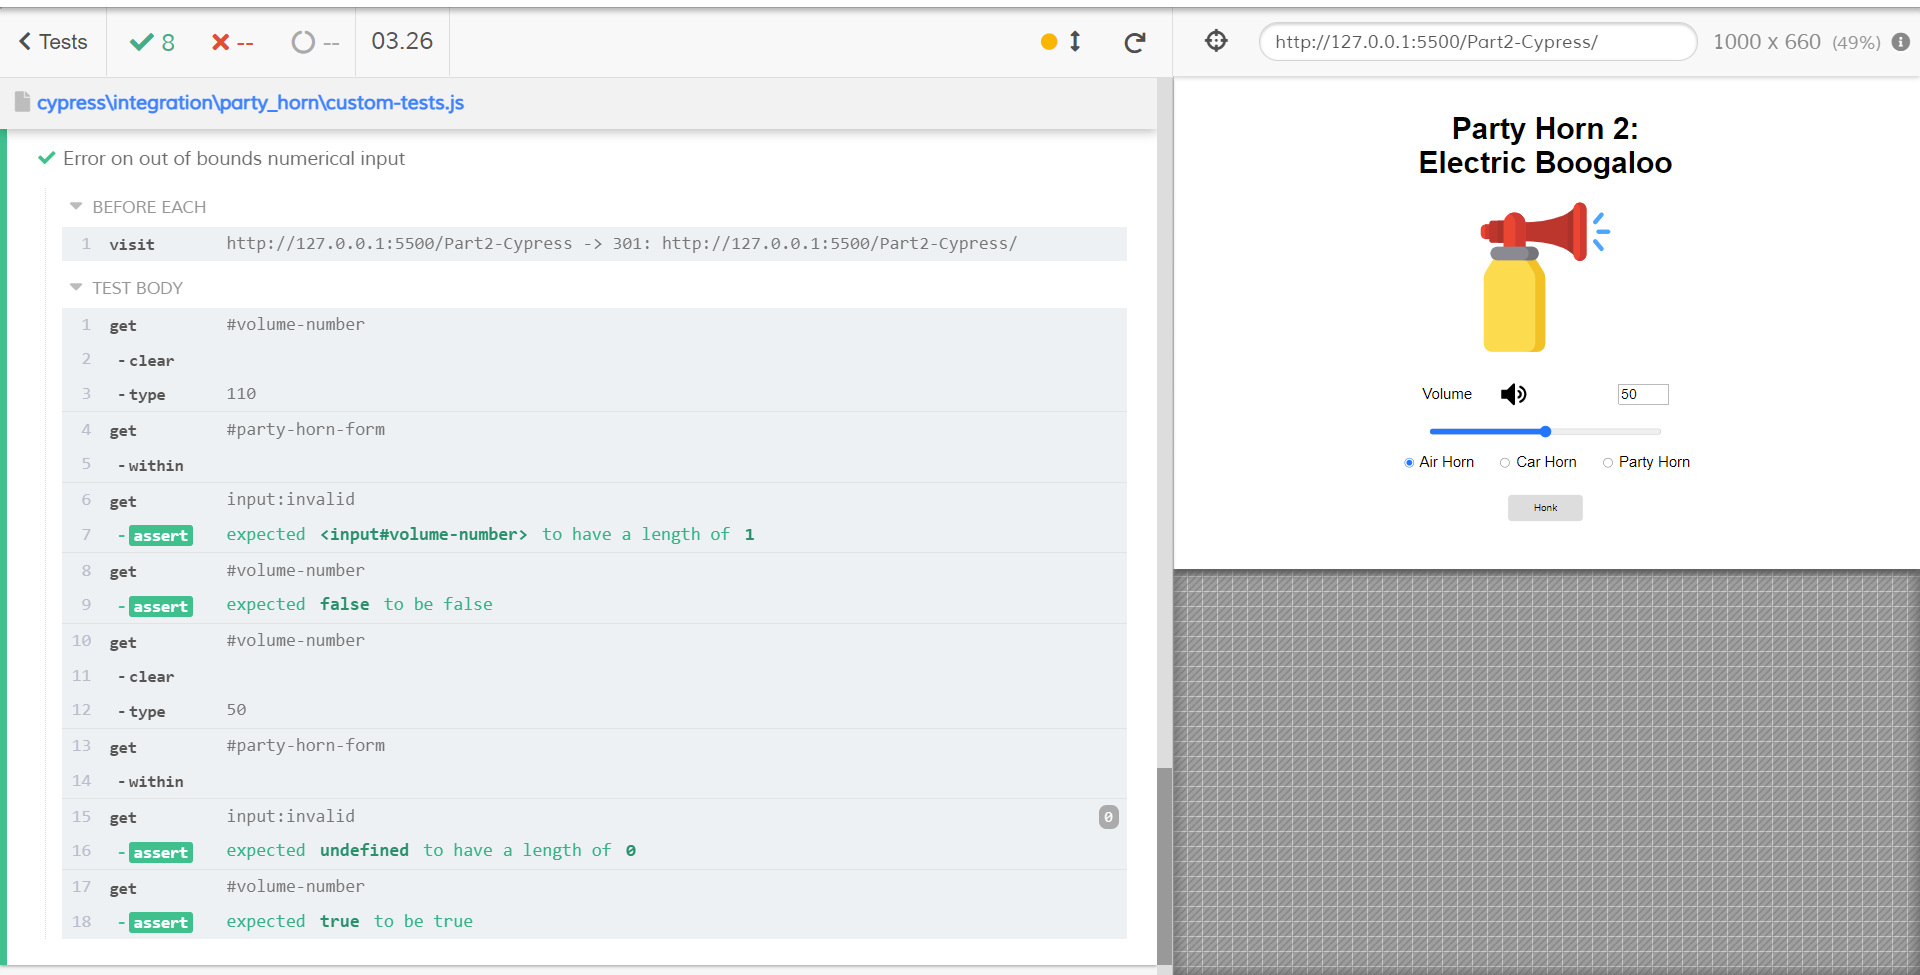 Tests 8 -- -- 03.26
http://127.0.0.1:5500/Part2-Cypress/ 1000 x 660 (49%)
cypress\integration\party_horn\custom-tests.js
Error on out of bounds numerical input
BEFORE EACH
1 visit http://127.0.0.1:5500/Part2-Cypress -> 301: http://127.0.0.1:5500/Part2-Cypress/
TEST BODY
1 get #volume-number
2 -clear
3 -type 110
4 get #party-horn-form
5 -within
6 get input:invalid
7 -assert expected <input#volume-number> to have a length of 1
8 get #volume-number
9 -assert expected false to be false
10 get #volume-number
11 -clear
12 -type 50
13 get #party-horn-form
14 -within
15 get input:invalid 0
16 -assert expected undefined to have a length of 0
17 get #volume-number
18 -assert expected true to be true
Party Horn 2:
Electric Boogaloo
Volume 50
Air Horn Car Horn Party Horn
Honk